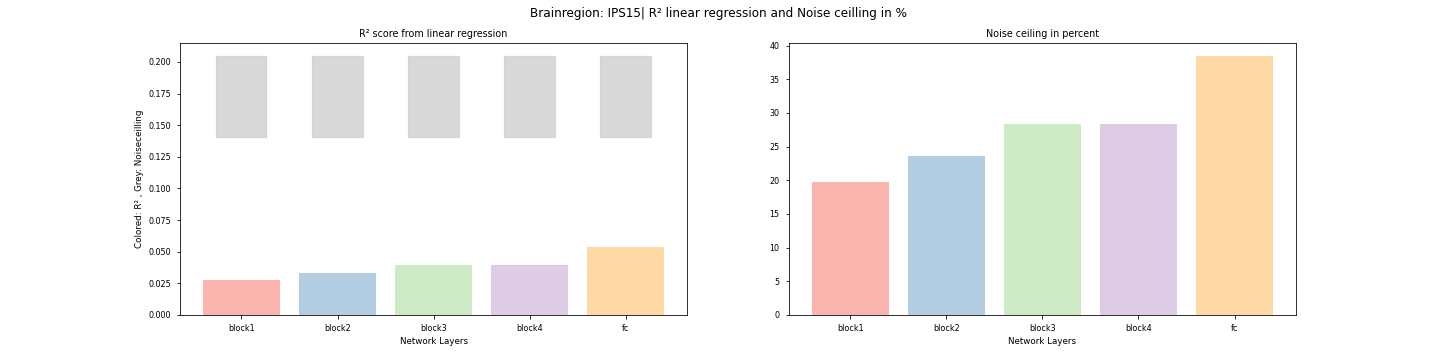 Brainregion: IPS15| R² linear regression and Noise ceilling in %
R² score from linear regression
0.200
0.175
0.150
0.125
0.100
0.075
0.050
0.025
0.000
Colored: R² , Grey: Noiseceilling
block1
block2
block3
block4
fc
Network Layers
Noise ceiling in percent
40
35
30
25
20
15
10
5
0
block1
block2
block3
block4
fc
Network Layers